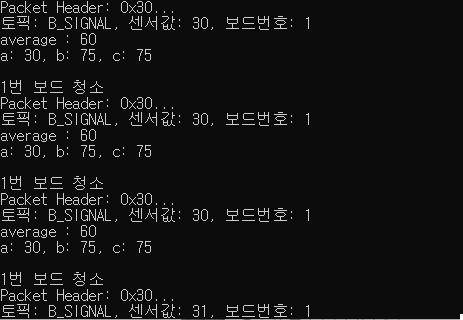 Packet Header: 0x30...
토픽: B_SIGNAL, 센서값: 30, 보드번호: 1
average : 60
a: 30, b: 75, c: 75
1번 보드 청소
Packet Header: 0x30...
토픽: B_SIGNAL, 센서값: 30, 보드번호: 1
average : 60
a: 30, b: 75, c: 75
1번 보드 청소
Packet Header: 0x30...
토픽: B_SIGNAL, 센서값: 30, 보드번호: 1
average : 60
a: 30, b: 75, c: 75
1번 보드 청소
Packet Header: 0x30...
토픽: B_SIGNAL, 센서값: 31, 보드번호: 1